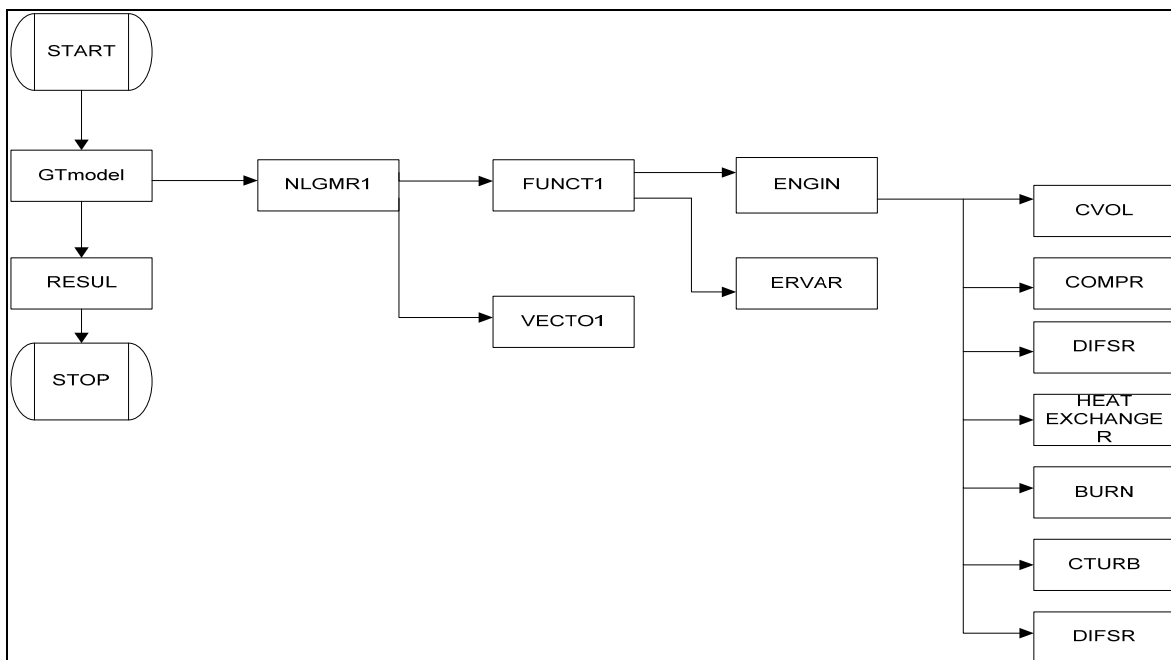 START
GTmodel
RESUL
STOP
NLGMR1
VECTO1
FUNCT1
ENGIN
ERVAR
CVOL
COMPR
DIFSR
HEAT
EXCHANGE
R
BURN
CTURB
DIFSR